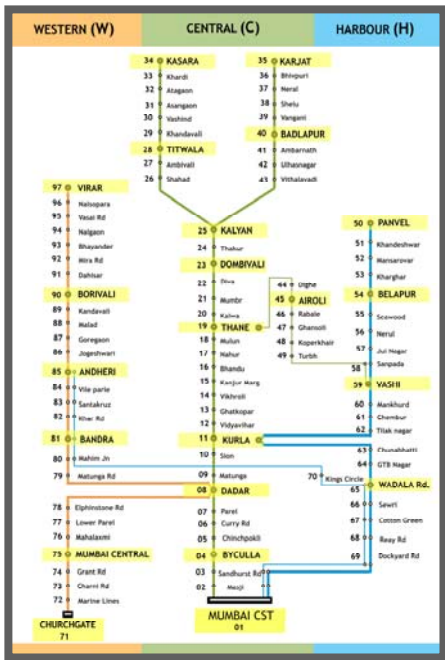 WESTERN (W)
CENTRAL (C)
HARBOUR (H)
34 KASARA
33 Khardi
32 Atagaon
31 Asangaon
30 Vashind
29 Khandavali
28 TITWALA
27 Ambivali
26 Shahad
35 KARJAT
36 Bhivpuri
37 Neral
38 Shelu
39 Vangani
40 BADLAPUR
41 Ambarnath
42 Ulhasnagar
43 Vithalavadi
97 VIRAR
96 Nalsopara
95 Vasai Rd
94 Naigaon
93 Bhayander
92 Mira Rd
91 Dahisar
90 BORIVALI
89 Kandavali
88 Malad
87 Goregaon
86 Jogeshwari
85 ANDHERI
84 Vile parle
83 Santakruz
82 Khar Rd
81 BANDRA
80 Mahim Jn
79 Matunga Rd
78 Elphinstone Rd
77 Lower Parel
76 Mahalaxmi
75 MUMBAI CENTRAL
74 Grant Rd
73 Charni Rd
72 Marine Lines
CHURCHGATE
71
25 KALYAN
24 Thakur
23 DOMBIVALI
22 Diva
21 Mumbr
20 Kalwa
19 THANE
18 Mulun
17 Nahur
16 Bhandu
15 Kanjur Marg
14 Vikhroli
13 Ghatkopar
12 Vidyavihar
11 KURLA
10 Sion
09 Matunga
08 DADAR
07 Parel
06 Curry Rd
05 Chinchpokli
04 BYCULLA
03 Sandhurst Rd
02 Masji
MUMBAI CST
01
44
45 AIROLI
46 Rabale
47 Ghansoli
48 Koperkhair
49 Turbh
50 PANVEL
51 Khandeshwar
52 Mansarovar
53 Kharghar
54 BELAPUR
55 Seawood
56 Nerul
57 Jui Nagar
58 Sanpada
59 VASHI
60 Mankhurd
61 Chembur
62 Tilak nagar
63 Chunabhatti
64 GTB Nagar
70 Kings Circle
65 WADALA Rd.
66 Sewri
67 Cotton Green
68 Reay Rd
69 Dockyard Rd